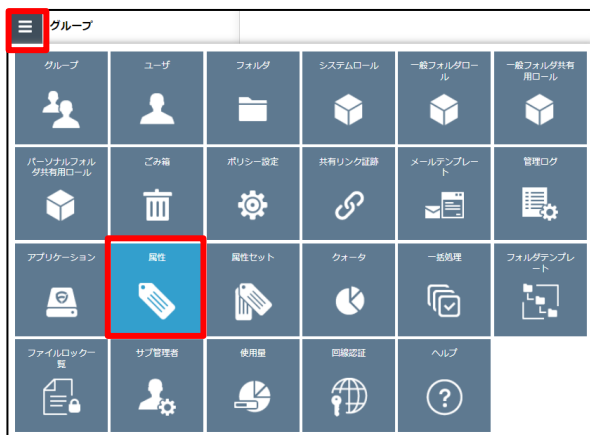 グループ
グループ
ユーザ
フォルダ
システムロール
一般フォルダロー
ル
一般フォルダ共有
用ロール
パーソナルフォル
ダ共有用ロール
ごみ箱
ポリシー設定
共有リンク証跡
メールテンプレー
ト
管理ログ
アプリケーション
属性
属性セット
クォータ
一括処理
フォルダテンプレ
ート
ファイルロック一
覧
サブ管理者
使用量
回線認証
ヘルプ